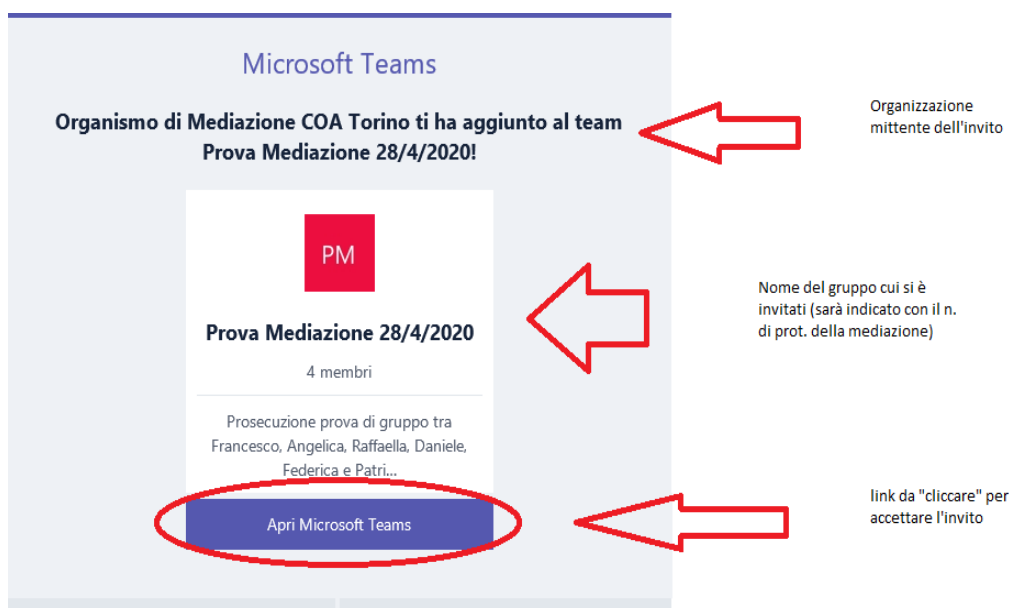 Microsoft Teams
Organismo di Mediazione COA Torino ti ha aggiunto al team
Prova Mediazione 28/4/2020!
Organizzazione
mittente dell'invito
PM
Prova Mediazione 28/4/2020
4 membri
Nome del gruppo cui si è
invitati (sarà indicato con il n.
di prot. della mediazione)
Prosecuzione prova di gruppo tra
Francesco, Angelica, Raffaella, Daniele,
Federica e Patri...
Apri Microsoft Teams
link da "cliccare" per
accettare l'invito